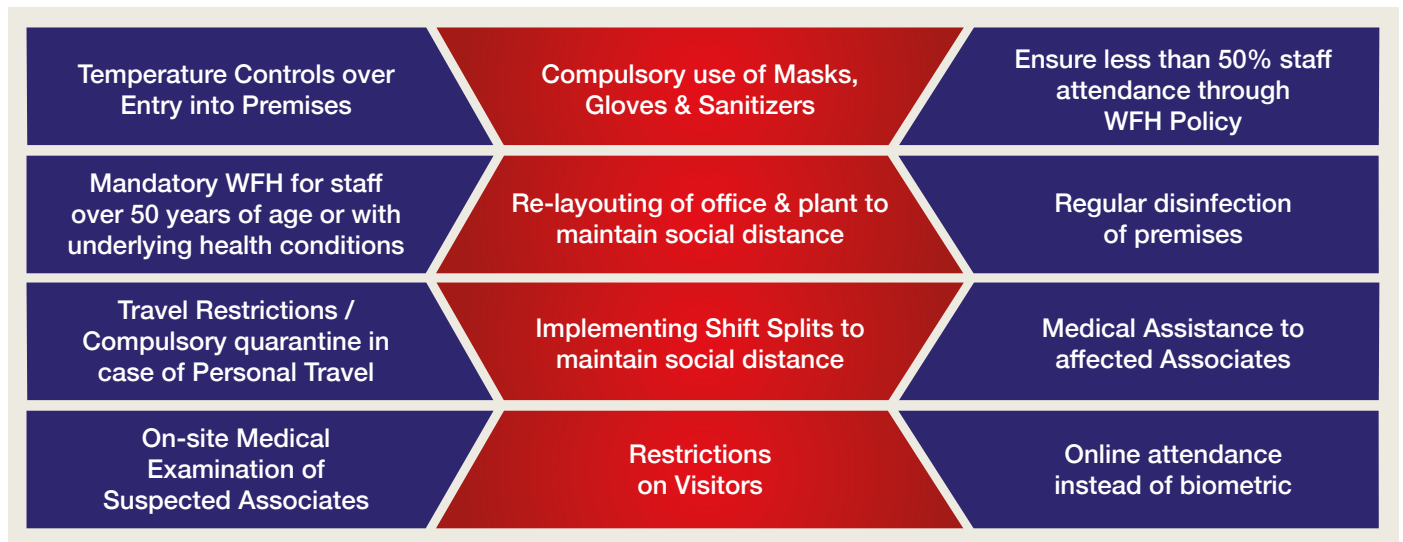 Temperature Controls over
Entry into Premises
Compulsory use of Masks,
Gloves & Sanitizers
Ensure less than 50% staff
attendance through
WFH Policy
Mandatory WFH for staff
over 50 years of age or with
underlying health conditions
Re-layouting of office & plant to
maintain social distance
Regular disinfection
of premises
Travel Restrictions /
Compulsory quarantine in
case of Personal Travel
Implementing Shift Splits to
maintain social distance
Medical Assistance to
affected Associates
On-site Medical
Examination of
Suspected Associates
Restrictions
on Visitors
Online attendance
instead of biometric